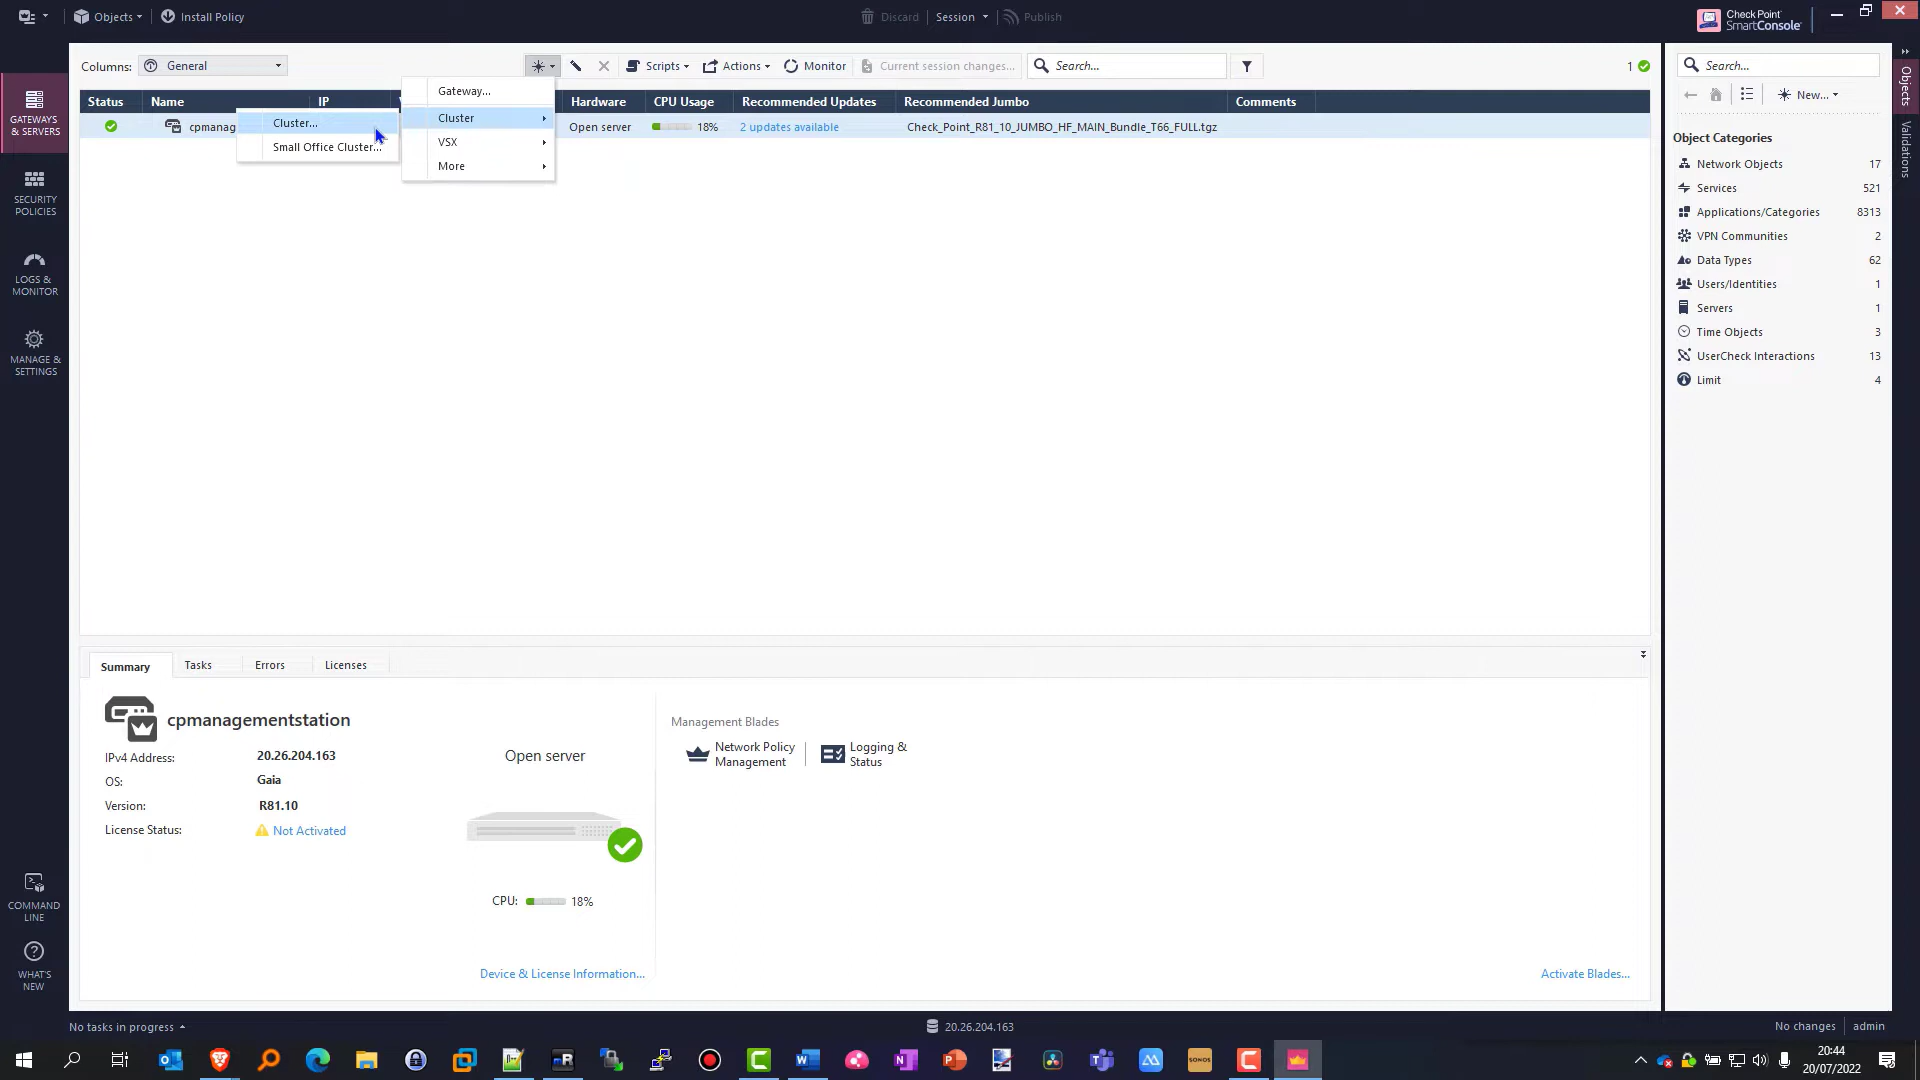 Objects
Install Policy
Discard
Session
Publish
Check Point
SmartConsole
Columns:
General
Scripts
Actions
Monitor
Current session changes...
Search...
1
Status
Name
IP
Hardware
CPU Usage
Recommended Updates
Recommended Jumbo
Comments
cpmanag
Open server
18%
2 updates available
Check_Point_R81_10_JUMBO_HF_MAIN_Bundle_T66_FULL.tgz
Gateway...
Cluster
VSX
More
Cluster...
Small Office Cluster...
GATEWAYS
& SERVERS
SECURITY
POLICIES
LOGS &
MONITOR
MANAGE &
SETTINGS
COMMAND
LINE
WHAT'S
NEW
Summary
Tasks
Errors
Licenses
cpmanagementstation
IPv4 Address:
20.26.204.163
OS:
Gaia
Version:
R81.10
License Status:
Not Activated
Open server
CPU:
18%
Device & License Information...
Management Blades
Network Policy
Management
Logging &
Status
Activate Blades...
Search...
New...
Object Categories
Network Objects 17
Services 521
Applications/Categories 8313
VPN Communities 2
Data Types 62
Users/Identities 1
Servers 1
Time Objects 3
UserCheck Interactions 13
Limit 4
Objects
Validations
No tasks in progress
20.26.204.163
No changes
admin
SONOS
20:44
20/07/2022